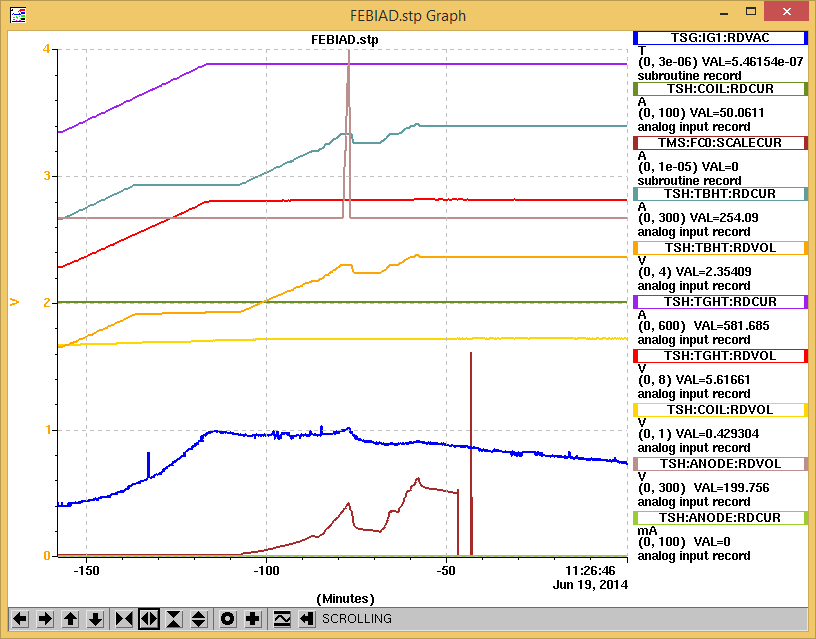 FEBIAD.stp Graph
FEBIAD.stp
4
3
2
1
0
V
-150
-100
-50
11:26:46
Jun 19, 2014
(Minutes)
TSG:IG1:RDVAC
T
(0, 3e-06) VAL=5.46154e-07
subroutine record
TSH:COIL:RDCUR
A
(0, 100) VAL=50.0611
analog input record
TMS:FC0:SCALECUR
A
(0, 1e-05) VAL=0
subroutine record
TSH:TBHT:RDCUR
A
(0, 300) VAL=254.09
analog input record
TSH:TBHT:RDVOL
V
(0, 4) VAL=2.35409
analog input record
TSH:TGHT:RDCUR
A
(0, 600) VAL=581.685
analog input record
TSH:TGHT:RDVOL
V
(0, 8) VAL=5.61661
analog input record
TSH:COIL:RDVOL
V
(0, 1) VAL=0.429304
analog input record
TSH:ANODE:RDVOL
V
(0, 300) VAL=199.756
analog input record
TSH:ANODE:RDCUR
mA
(0, 100) VAL=0
analog input record
SCROLLING